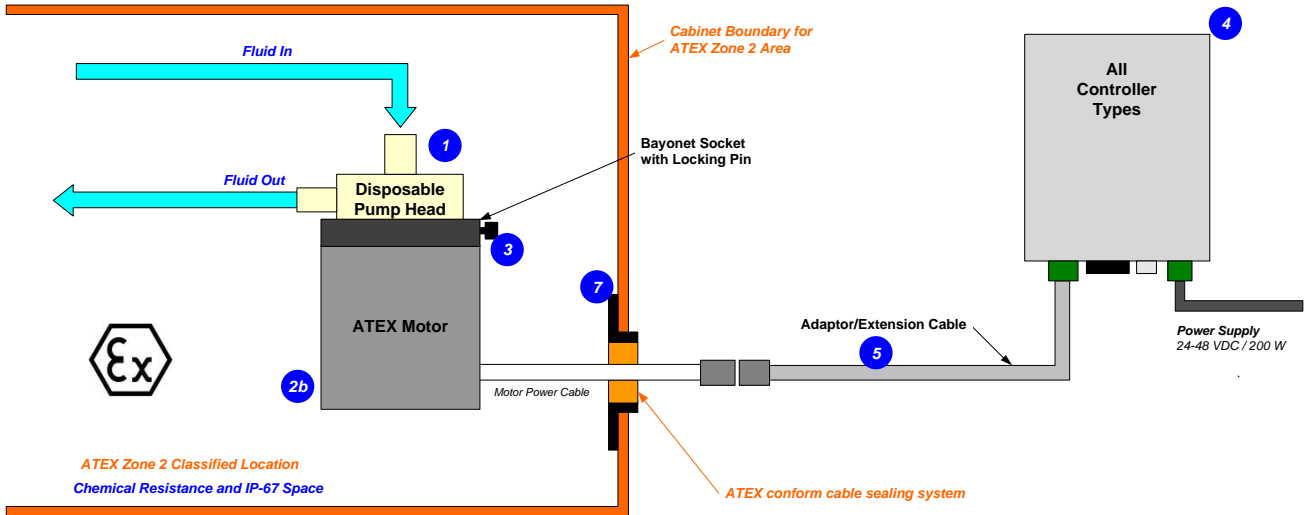 Fluid In
Cabinet Boundary for
ATEX Zone 2 Area
4
All
Controller
Types
1
Bayonet Socket
with Locking Pin
Fluid Out
Disposable
Pump Head
3
7
ATEX Motor
Adaptor/Extension Cable
Power Supply
24-48 VDC / 200 W
5
Ex
2b
Motor Power Cable
ATEX Zone 2 Classified Location
Chemical Resistance and IP-67 Space
ATEX conform cable sealing system